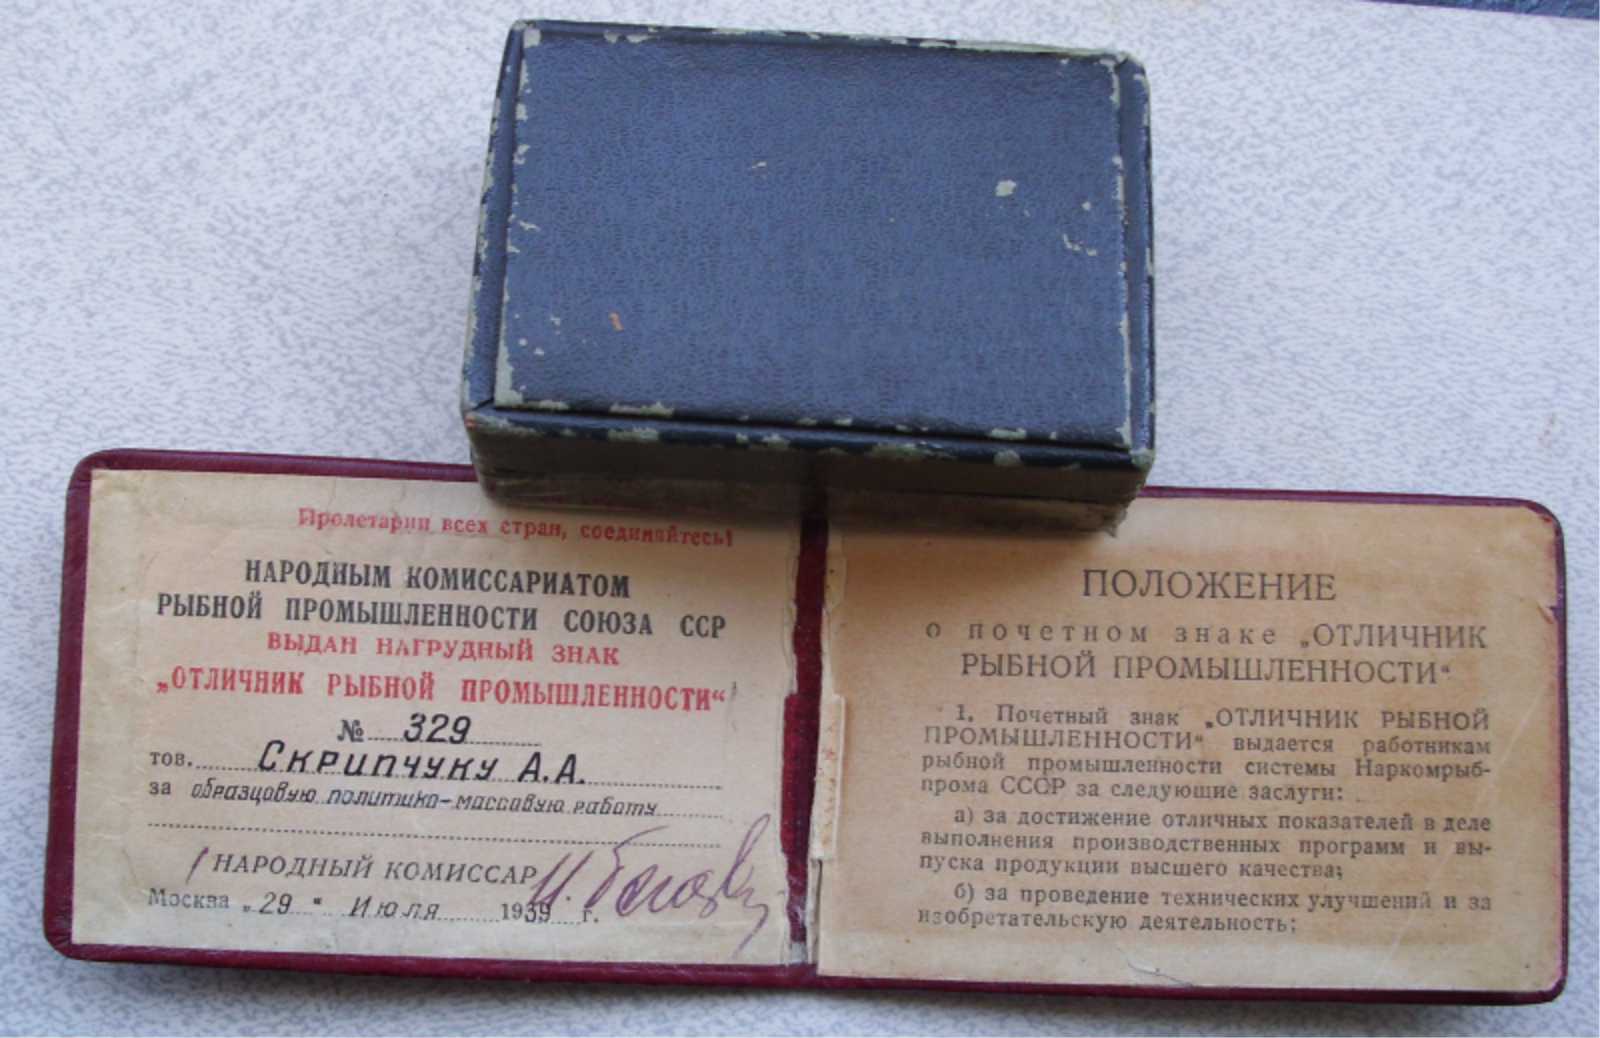 Пролетарии всех стран, соединяйтесь!
НАРОДНЫМ КОМИССАРИАТОМ
РЫБНОЙ ПРОМЫШЛЕННОСТИ СОЮЗА ССР
ВЫДАН НАГРУДНЫЙ ЗНАК
„ОТЛИЧНИК РЫБНОЙ ПРОМЫШЛЕННОСТИ“
№ 329
тов. Скрипчуку А.А.
за образцовую политико-массовую работу
НАРОДНЫЙ КОМИССАР
Москва „29“ Июля 1939 г.
ПОЛОЖЕНИЕ
о почетном знаке „ОТЛИЧНИК
РЫБНОЙ ПРОМЫШЛЕННОСТИ“
1. Почетный знак „ОТЛИЧНИК РЫБНОЙ
ПРОМЫШЛЕННОСТИ“ выдается работникам
рыбной промышленности системы Наркомрыб-
прома СССР за следующие заслуги:
а) за достижение отличных показателей в деле
выполнения производственных программ и вы-
пуска продукции высшего качества;
б) за проведение технических улучшений и за
изобретательскую деятельность;